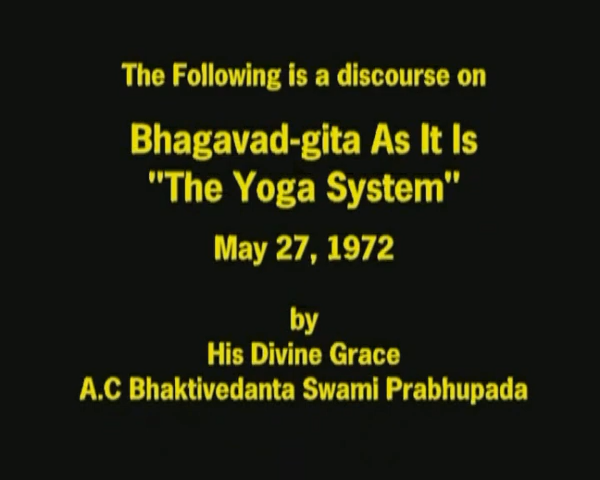 The Following is a discourse on
Bhagavad-gita As It Is
"The Yoga System"
May 27, 1972
by
His Divine Grace
A.C Bhaktivedanta Swami Prabhupada